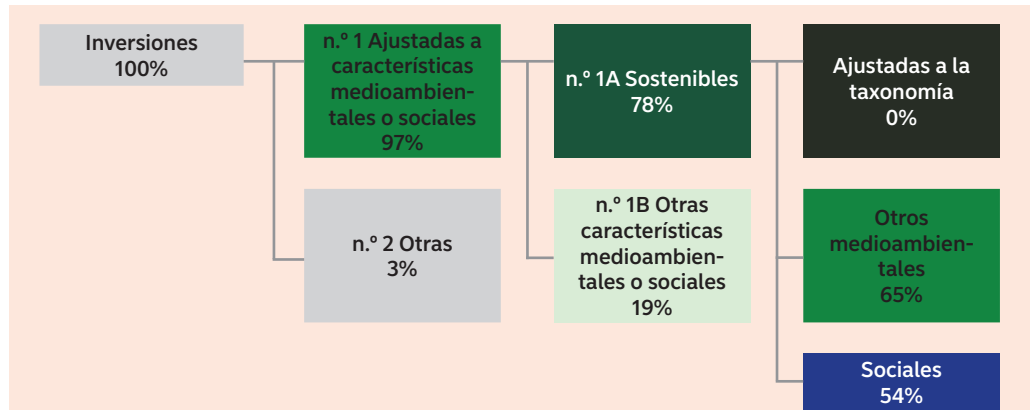 Inversiones
100%
n.º 1 Ajustadas a
características
medioambien-
tales o sociales
97%
n.º 1A Sostenibles
78%
Ajustadas a la
taxonomía
0%
n.º 2 Otras
3%
n.º 1B Otras
características
medioambien-
tales o sociales
19%
Otros
medioambien-
tales
65%
Sociales
54%